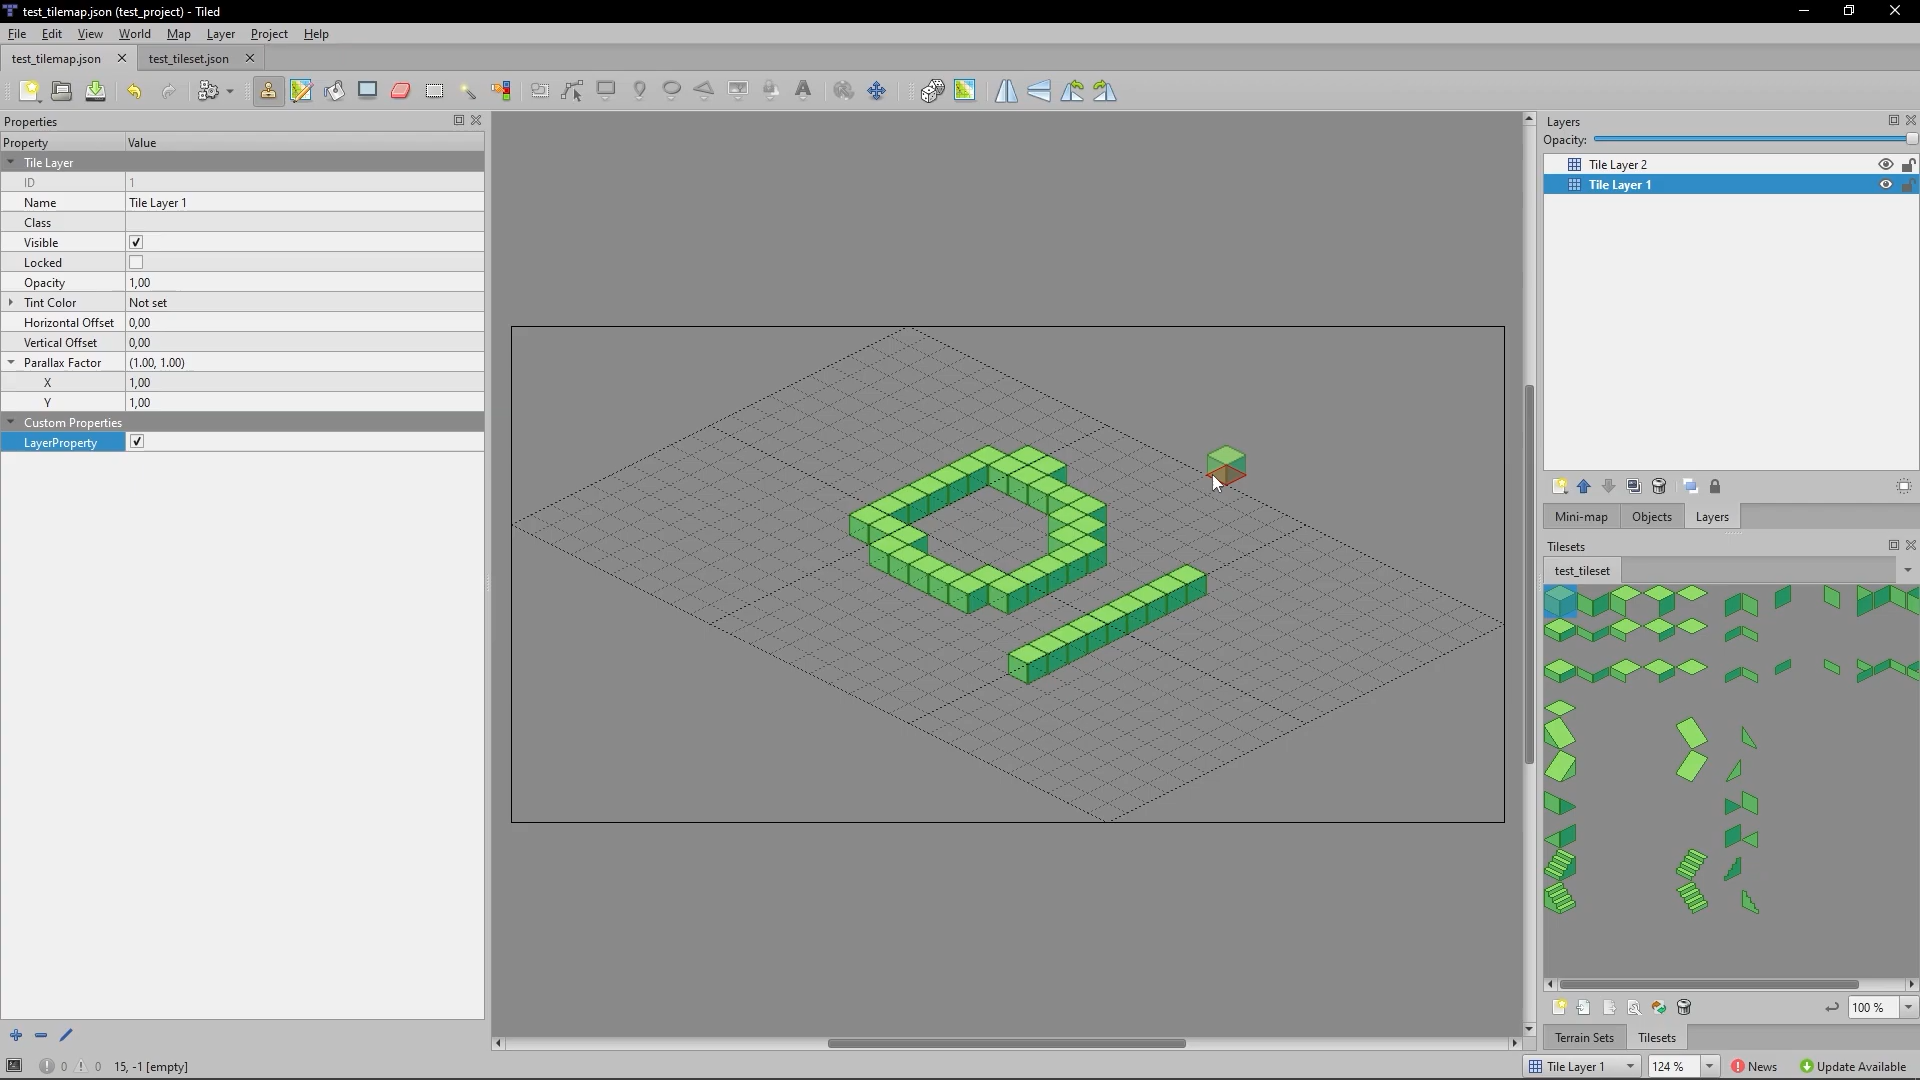 test_tilemap.json (test_project) - Tiled
File Edit View World Map Layer Project Help
test_tilemap.json test_tileset.json
Properties
Property Value
Tile Layer
ID 1
Name Tile Layer 1
Class
Visible
Locked
Opacity 1,00
Tint Color Not set
Horizontal Offset 0,00
Vertical Offset 0,00
Parallax Factor (1.00, 1.00)
X 1,00
Y 1,00
Custom Properties
LayerProperty
Layers
Opacity:
Tile Layer 2
Tile Layer 1
Mini-map Objects Layers
Tilesets
test_tileset
100 %
Terrain Sets Tilesets
0 0 15, -1 [empty]
Tile Layer 1 124 % News Update Available